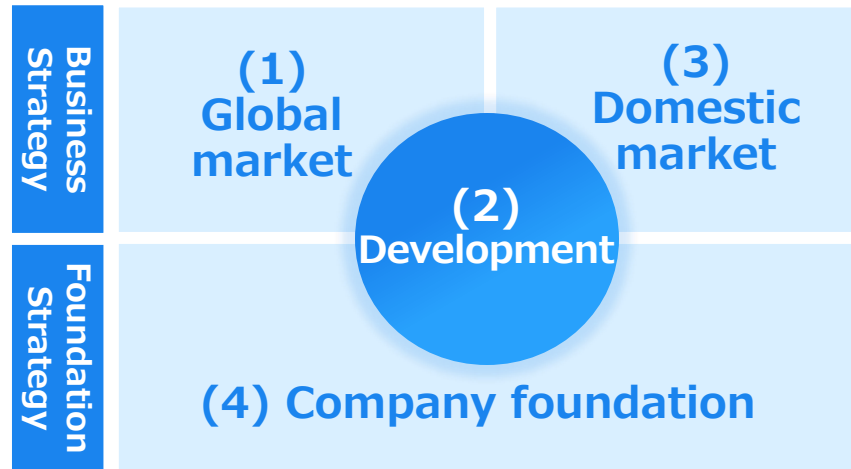 Business
Strategy
(1)
Global
market
(2)
Development
(3)
Domestic
market
Foundation
Strategy
(4) Company foundation